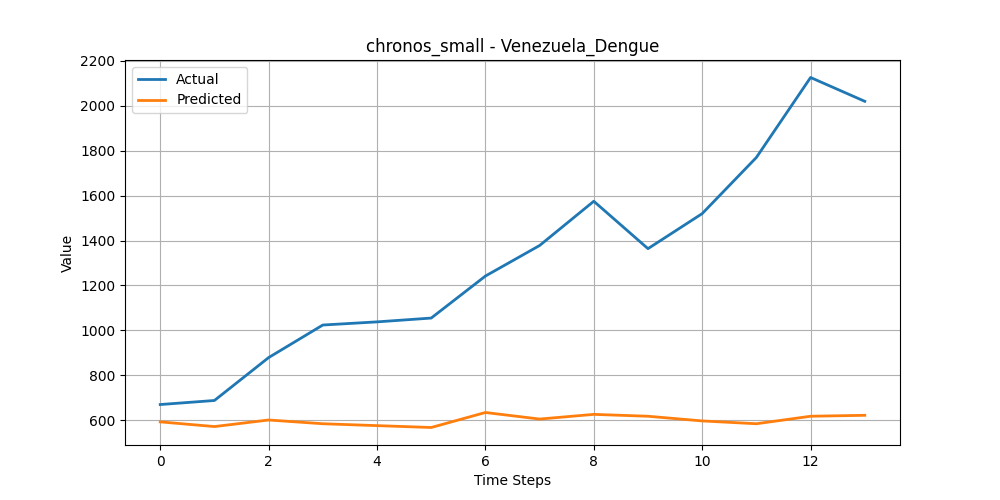 chronos_small - Venezuela_Dengue
Actual
Predicted
Value
2200
2000
1800
1600
1400
1200
1000
800
600
0 2 4 6 8 10 12
Time Steps